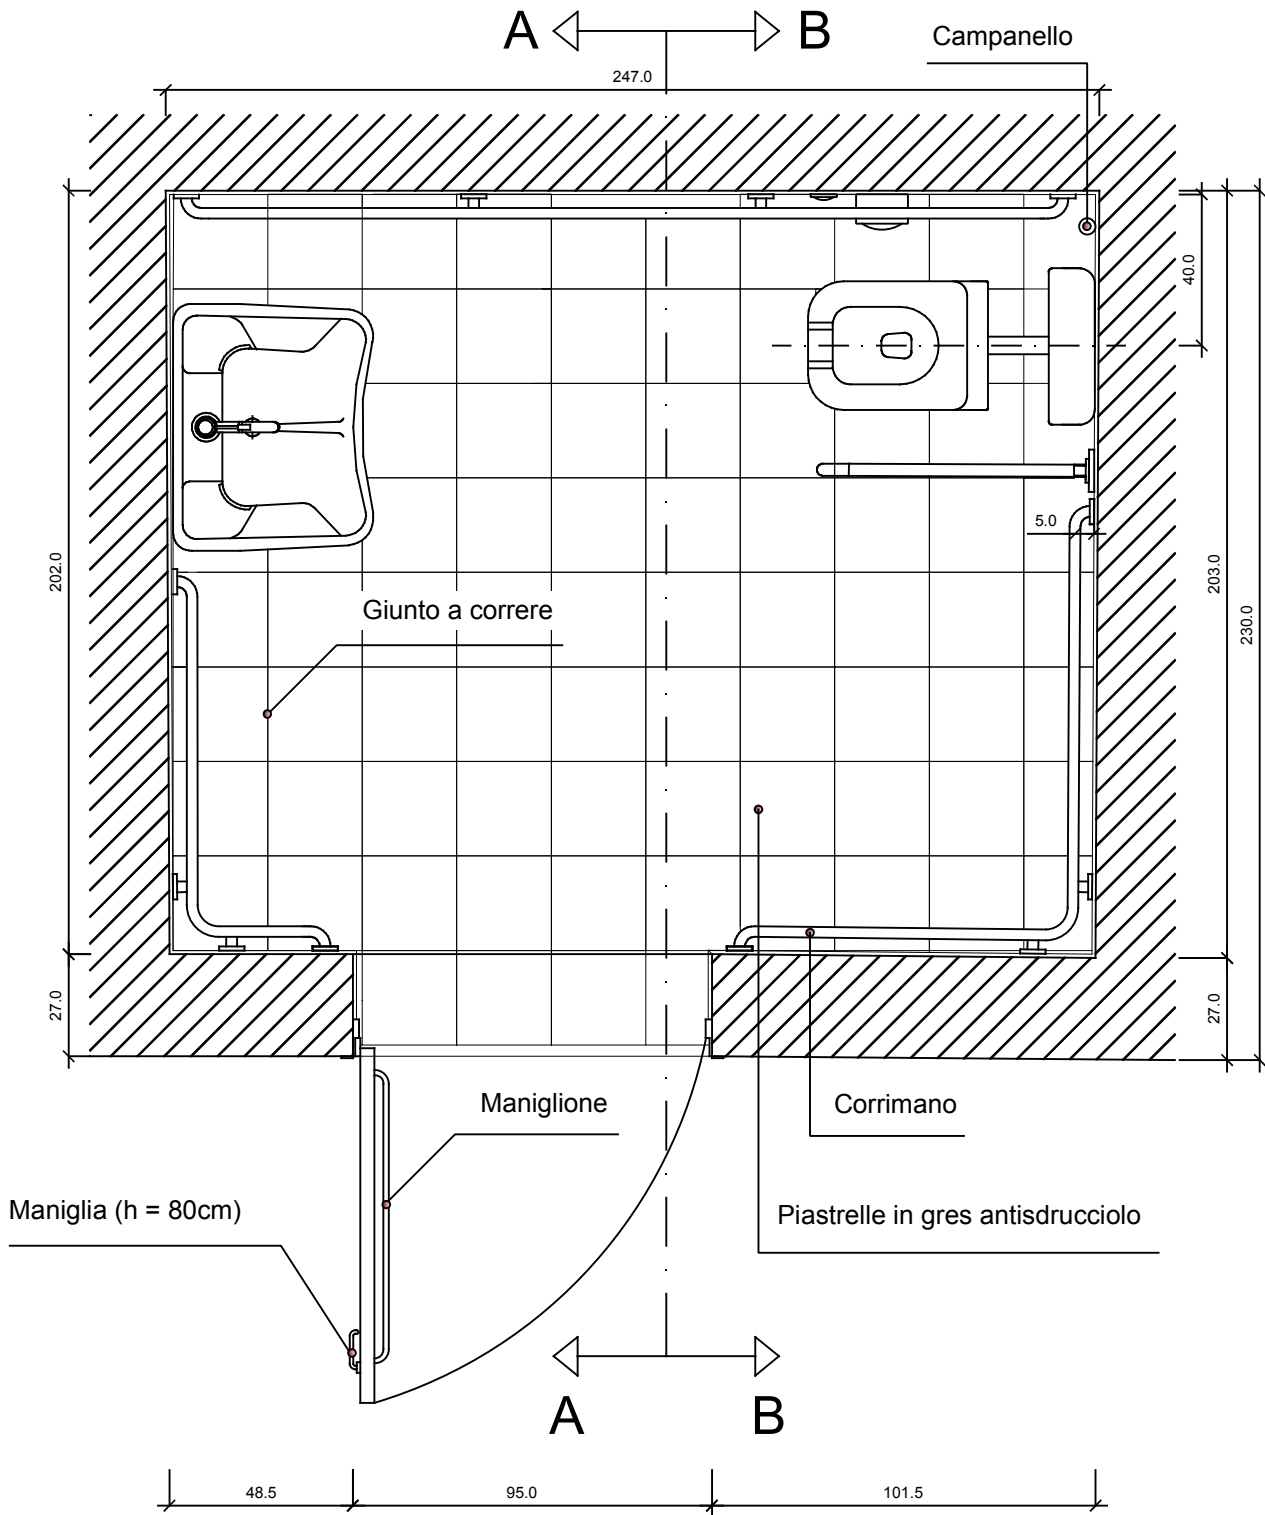 A
B
Campanello
247.0
40.0
5.0
202.0
203.0
230.0
Giunto a correre
27.0
27.0
Maniglione
Corrimano
Maniglia (h = 80cm)
Piastrelle in gres antisdrucciolo
A
B
48.5
95.0
101.5